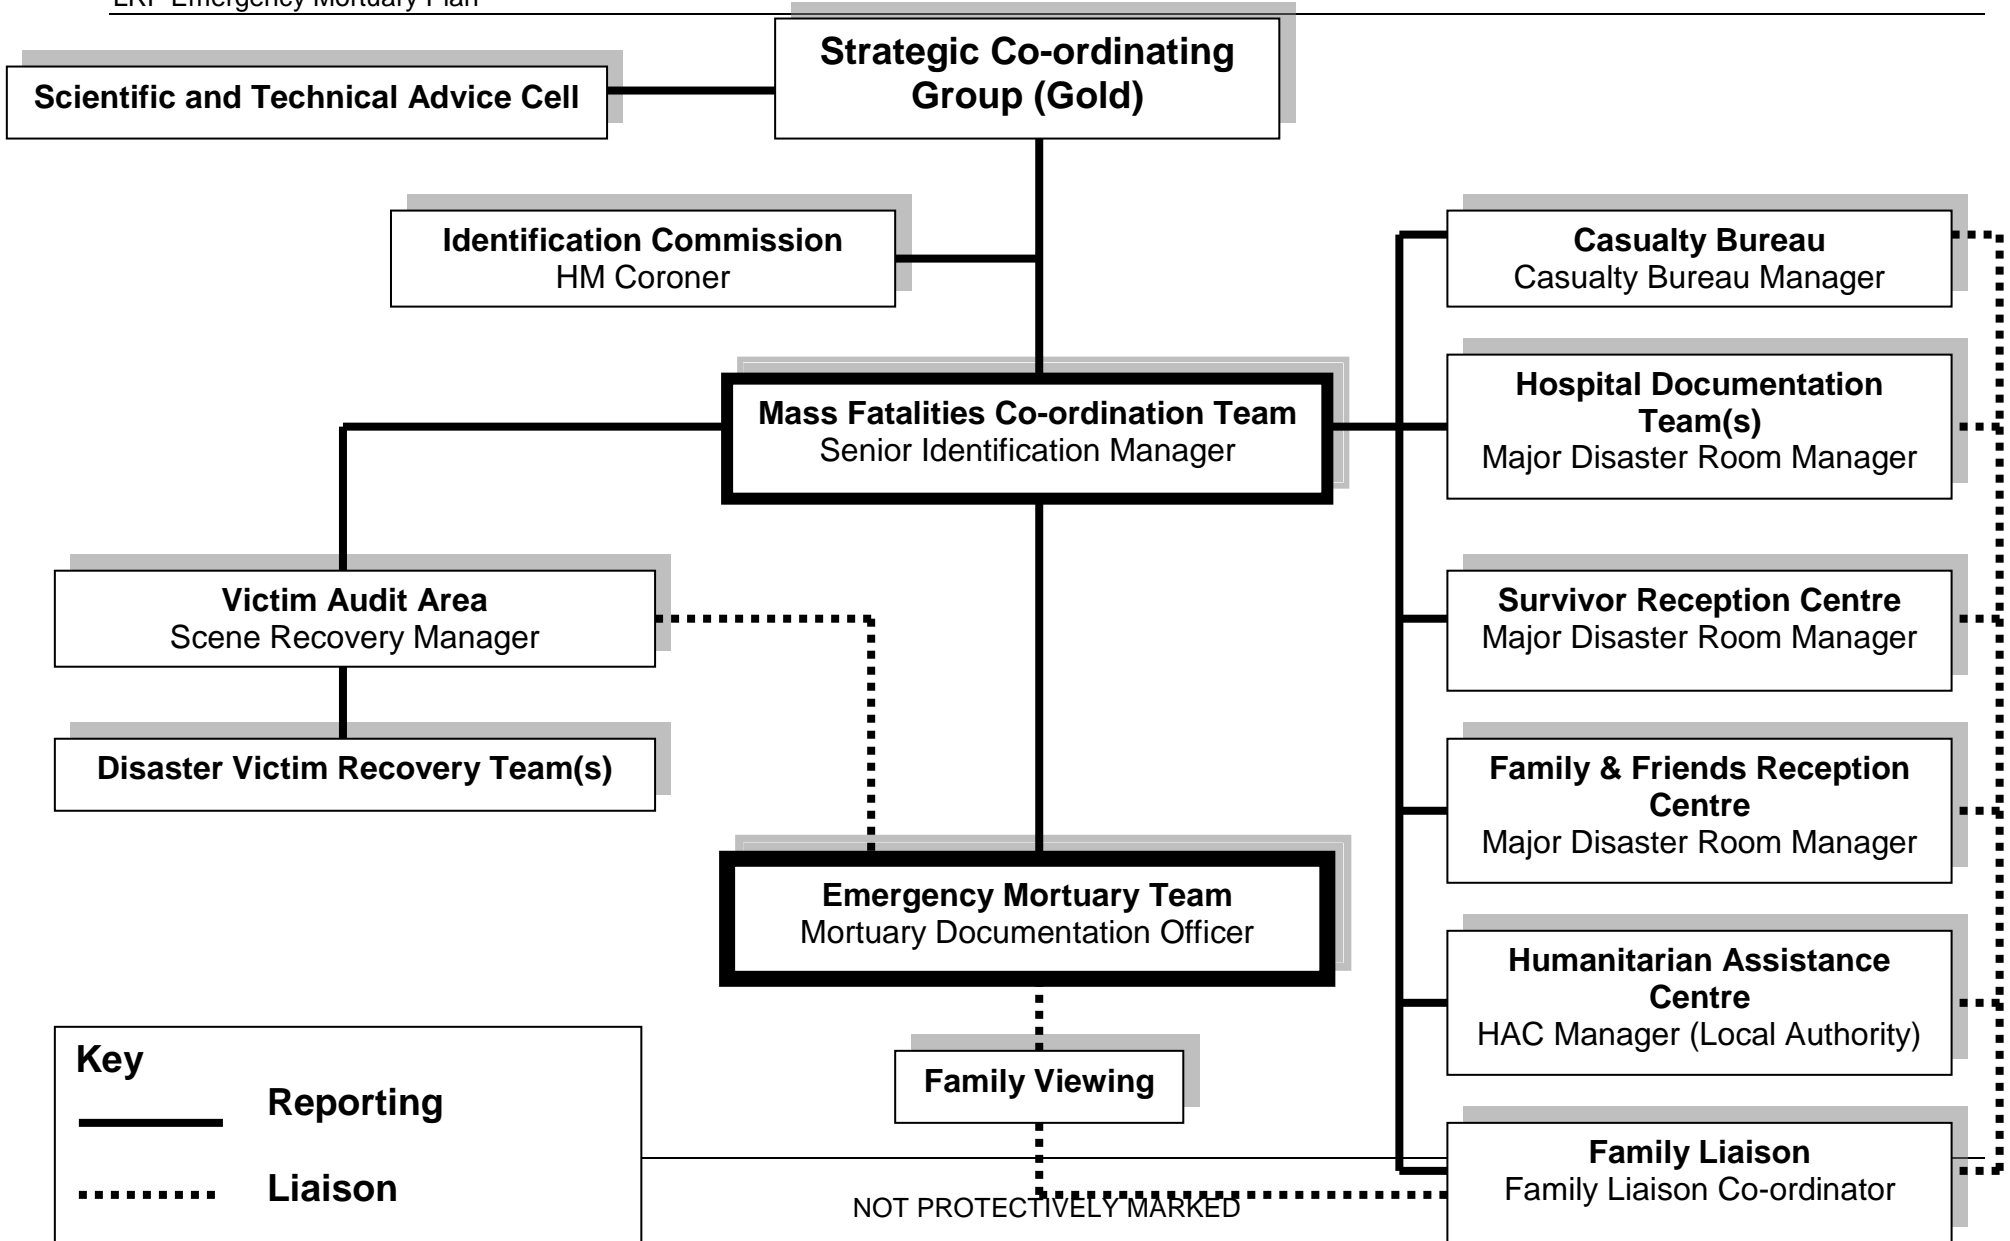 LRF Emergency Mortuary Plan
Strategic Co-ordinating
Group (Gold)
Scientific and Technical Advice Cell
Identification Commission
HM Coroner
Casualty Bureau
Casualty Bureau Manager
Mass Fatalities Co-ordination Team
Senior Identification Manager
Hospital Documentation
Team(s)
Major Disaster Room Manager
Victim Audit Area
Scene Recovery Manager
Survivor Reception Centre
Major Disaster Room Manager
Disaster Victim Recovery Team(s)
Family & Friends Reception
Centre
Major Disaster Room Manager
Emergency Mortuary Team
Mortuary Documentation Officer
Humanitarian Assistance
Centre
HAC Manager (Local Authority)
Family Viewing
Family Liaison
Family Liaison Co-ordinator
Key
Reporting
Liaison
NOT PROTECTIVELY MARKED